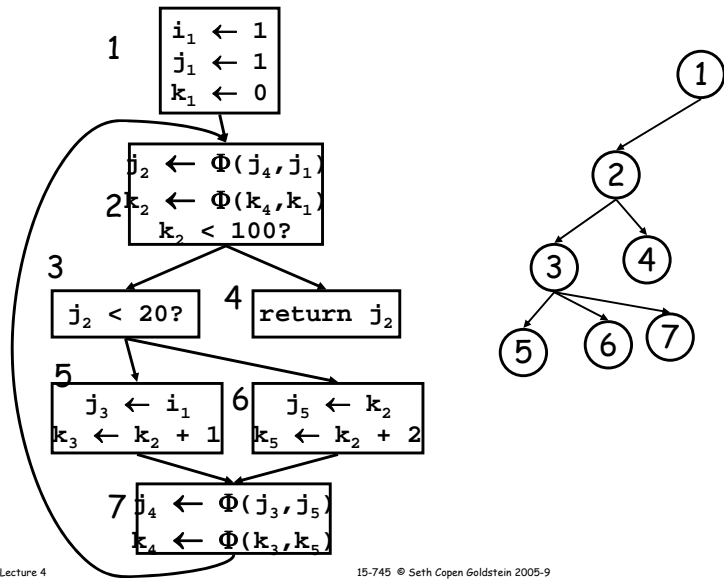 1
i₁ ← 1
j₁ ← 1
k₁ ← 0
2
j₂ ← Φ(j₄,j₁)
k₂ ← Φ(k₄,k₁)
k₂ < 100?
3
j₂ < 20?
4
return j₂
5
j₃ ← i₁
k₃ ← k₂ + 1
6
j₅ ← k₂
k₅ ← k₂ + 2
7
j₄ ← Φ(j₃,j₅)
k₄ ← Φ(k₃,k₅)
1
2
3
4
5
6
7
Lecture 4
15-745 © Seth Copen Goldstein 2005-9